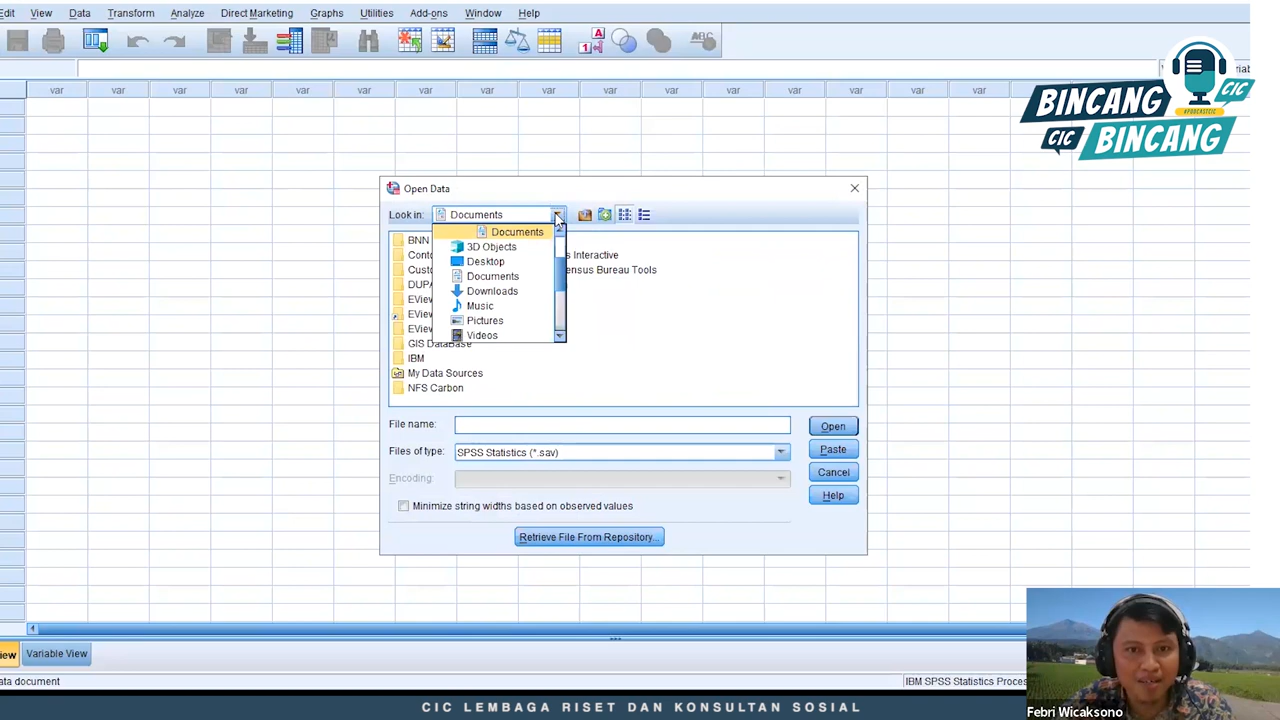 Edit View Data Transform Analyze Direct Marketing Graphs Utilities Add-ons Window Help
var var var var var var var var var var var var var var var var
BINCANG CIC
#PODCASTCIC
CIC BINCANG
Open Data
Look in: Documents
Documents
BNN
3D Objects
s Interactive
Desktop
ensus Bureau Tools
Documents
Downloads
Music
Pictures
Videos
GIS DataBase
IBM
My Data Sources
NFS Carbon
File name:
Open
Files of type: SPSS Statistics (*.sav)
Paste
Cancel
Encoding:
Help
Minimize string widths based on observed values
Retrieve File From Repository...
Variable View
IBM SPSS Statistics
Febri Wicaksono
CIC LEMBAGA RISET DAN KONSULTAN SOSIAL